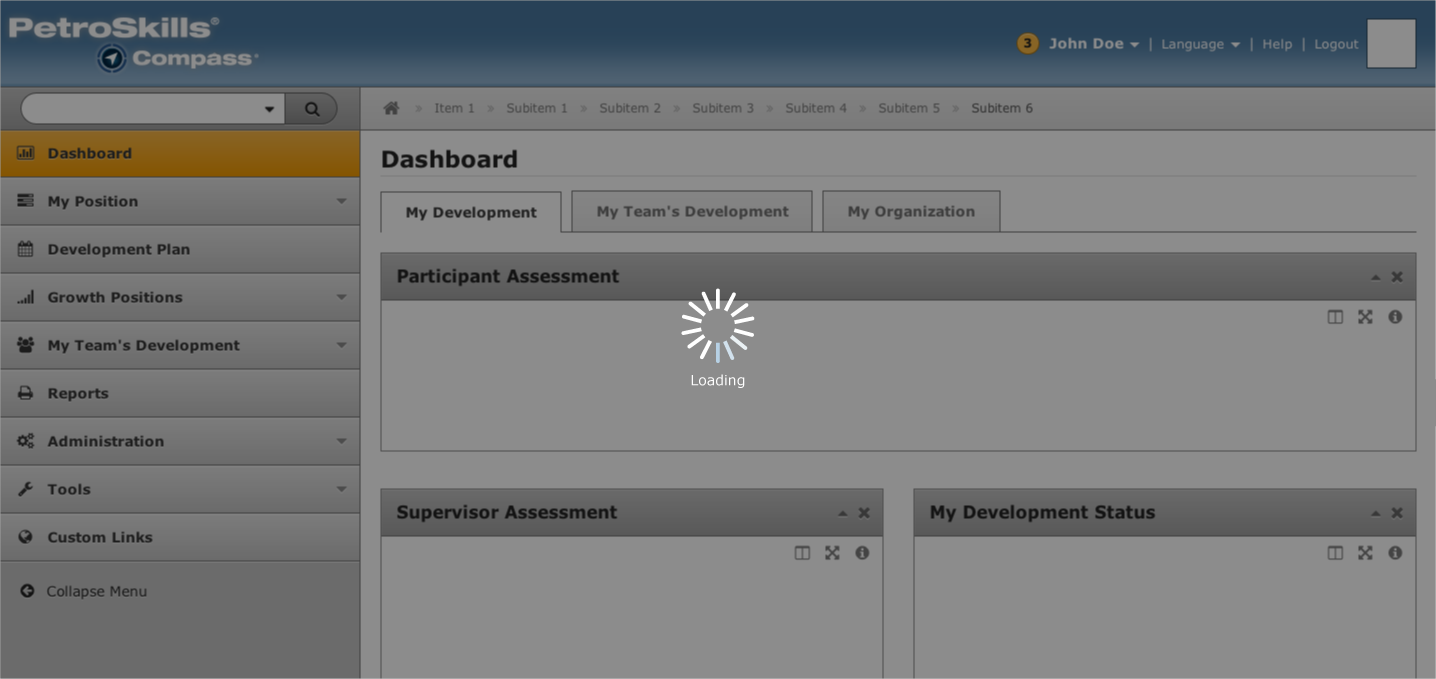 PetroSkills®
Compass®
3 John Doe | Language | Help | Logout
» Item 1 » Subitem 1 » Subitem 2 » Subitem 3 » Subitem 4 » Subitem 5 » Subitem 6
Dashboard
My Position
Development Plan
Growth Positions
My Team's Development
Reports
Administration
Tools
Custom Links
Collapse Menu
Dashboard
My Development
My Team's Development
My Organization
Participant Assessment
Loading
Supervisor Assessment
My Development Status